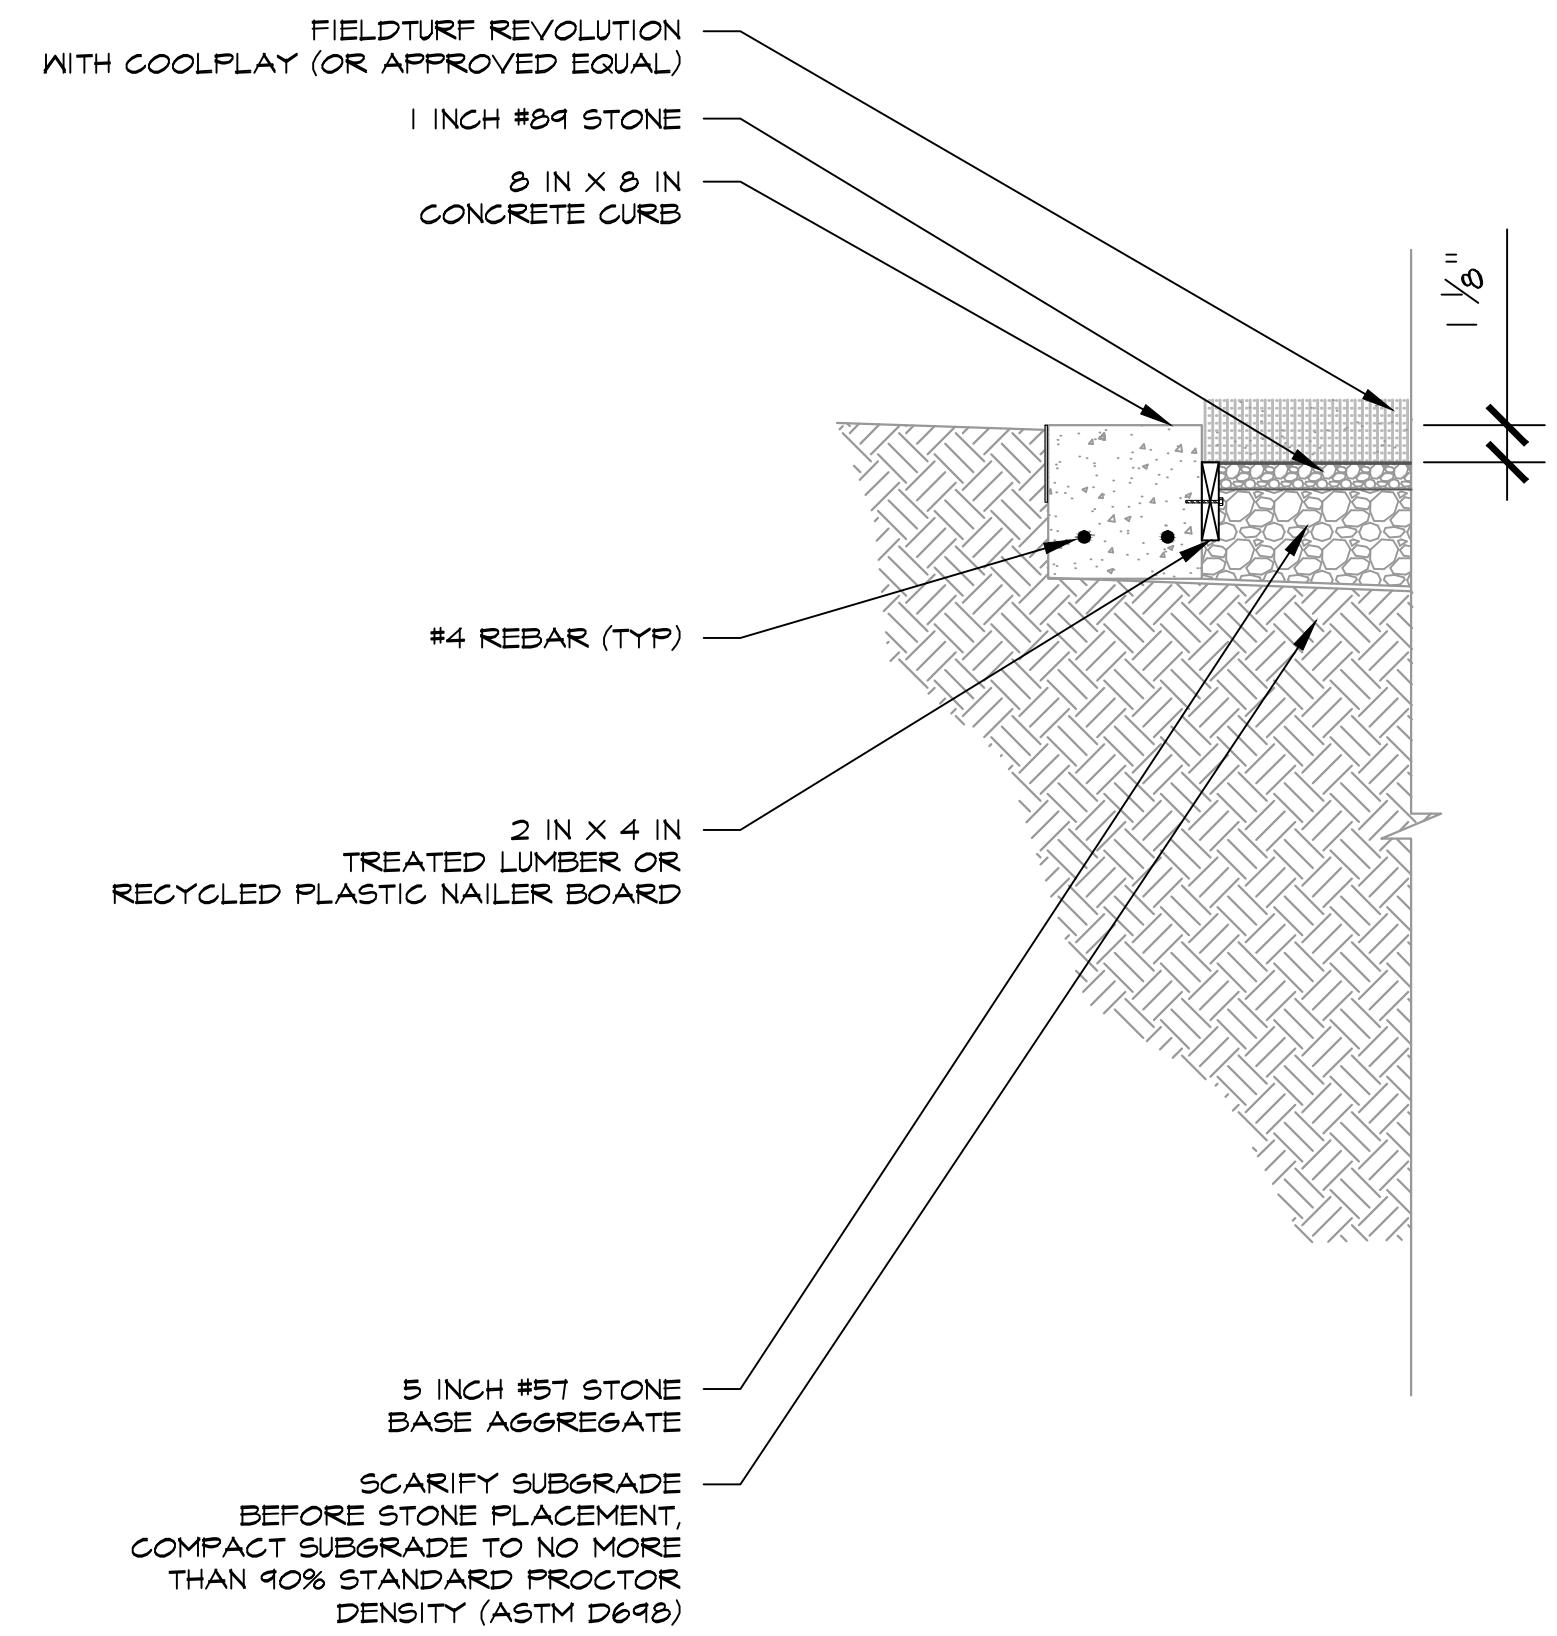 FIELDTURF REVOLUTION
WITH COOLPLAY (OR APPROVED EQUAL)
1 INCH #89 STONE
8 IN X 8 IN
CONCRETE CURB
1 1/8"
#4 REBAR (TYP)
2 IN X 4 IN
TREATED LUMBER OR
RECYCLED PLASTIC NAILER BOARD
5 INCH #57 STONE
BASE AGGREGATE
SCARIFY SUBGRADE
BEFORE STONE PLACEMENT,
COMPACT SUBGRADE TO NO MORE
THAN 90% STANDARD PROCTOR
DENSITY (ASTM D698)